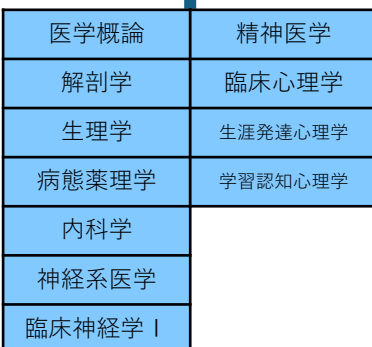 医学概論
精神医学
解剖学
臨床心理学
生理学
生涯発達心理学
病態薬理学
学習認知心理学
内科学
神経系医学
臨床神経学Ⅰ